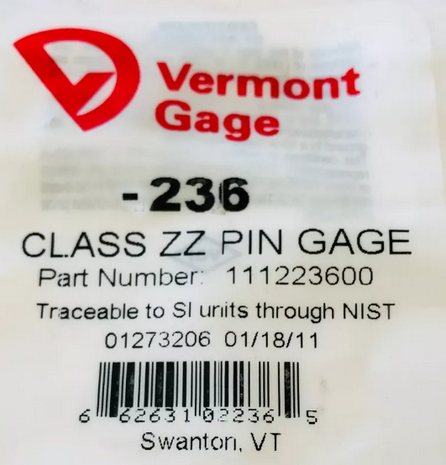 Vermont
Gage
-236
CLASS ZZ PIN GAGE
Part Number: 111223600
Traceable to SI units through NIST
01273206 01/18/11
6 62631 02236 5
Swanton, VT